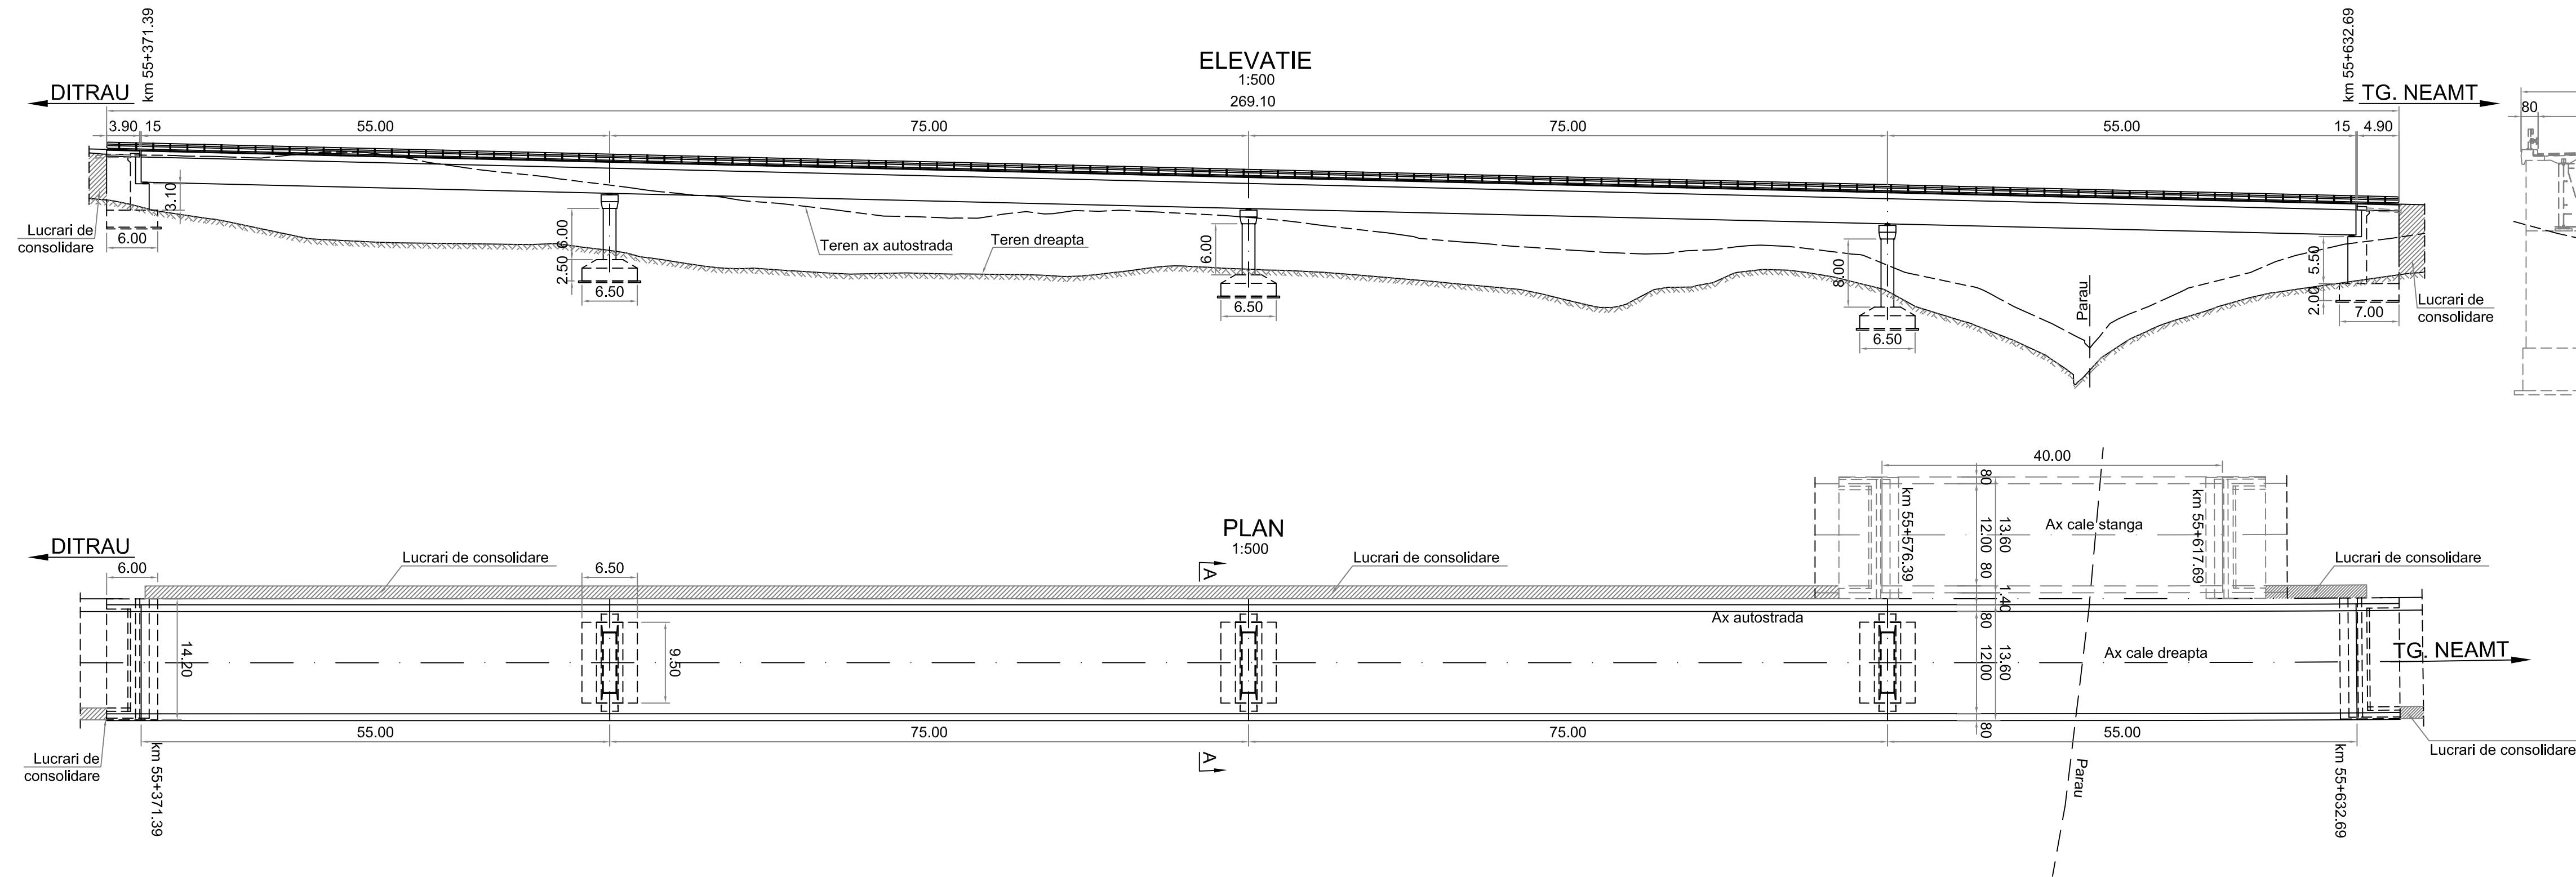 ELEVATIE
1:500
269.10
DITRAU
km 55+371.39
km 55+632.69
TG. NEAMT
3.90
15
55.00
75.00
75.00
55.00
15
4.90
80
3.10
6.00
Lucrari de
consolidare
6.00
2.50
6.50
Teren ax autostrada
Teren dreapta
6.00
6.50
8.00
6.50
Parau
5.50
2.00
7.00
Lucrari de
consolidare
PLAN
1:500
DITRAU
6.00
Lucrari de consolidare
6.50
A
Lucrari de consolidare
40.00
80
12.00
80
13.60
km 55+576.39
km 55+617.69
Ax cale stanga
Lucrari de consolidare
1.40
Ax autostrada
80
12.00
13.60
80
Ax cale dreapta
TG. NEAMT
14.20
9.50
55.00
75.00
75.00
55.00
A
Lucrari de
consolidare
km 55+371.39
Parau
km 55+632.69
Lucrari de consolidare